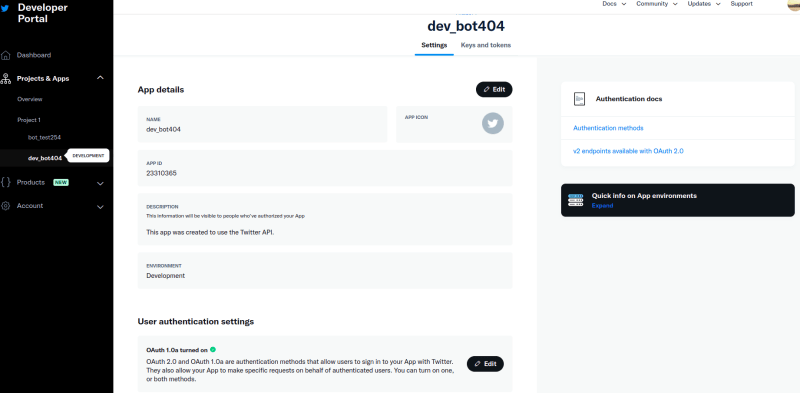 Developer
Portal
Docs
Community
Updates
Support
dev_bot404
Settings
Keys and tokens
Dashboard
Projects & Apps
Overview
Project 1
bot_test254
dev_bot404
DEVELOPMENT
Products NEW
Account
App details
Edit
NAME
dev_bot404
APP ICON
APP ID
23310365
DESCRIPTION
This information will be visible to people who've authorized your App
This app was created to use the Twitter API.
ENVIRONMENT
Development
User authentication settings
OAuth 1.0a turned on
OAuth 2.0 and OAuth 1.0a are authentication methods that allow users to sign in to your App with Twitter.
They also allow your App to make specific requests on behalf of authenticated users. You can turn on one,
or both methods.
Edit
Authentication docs
Authentication methods
v2 endpoints available with OAuth 2.0
Quick info on App environments
Expand